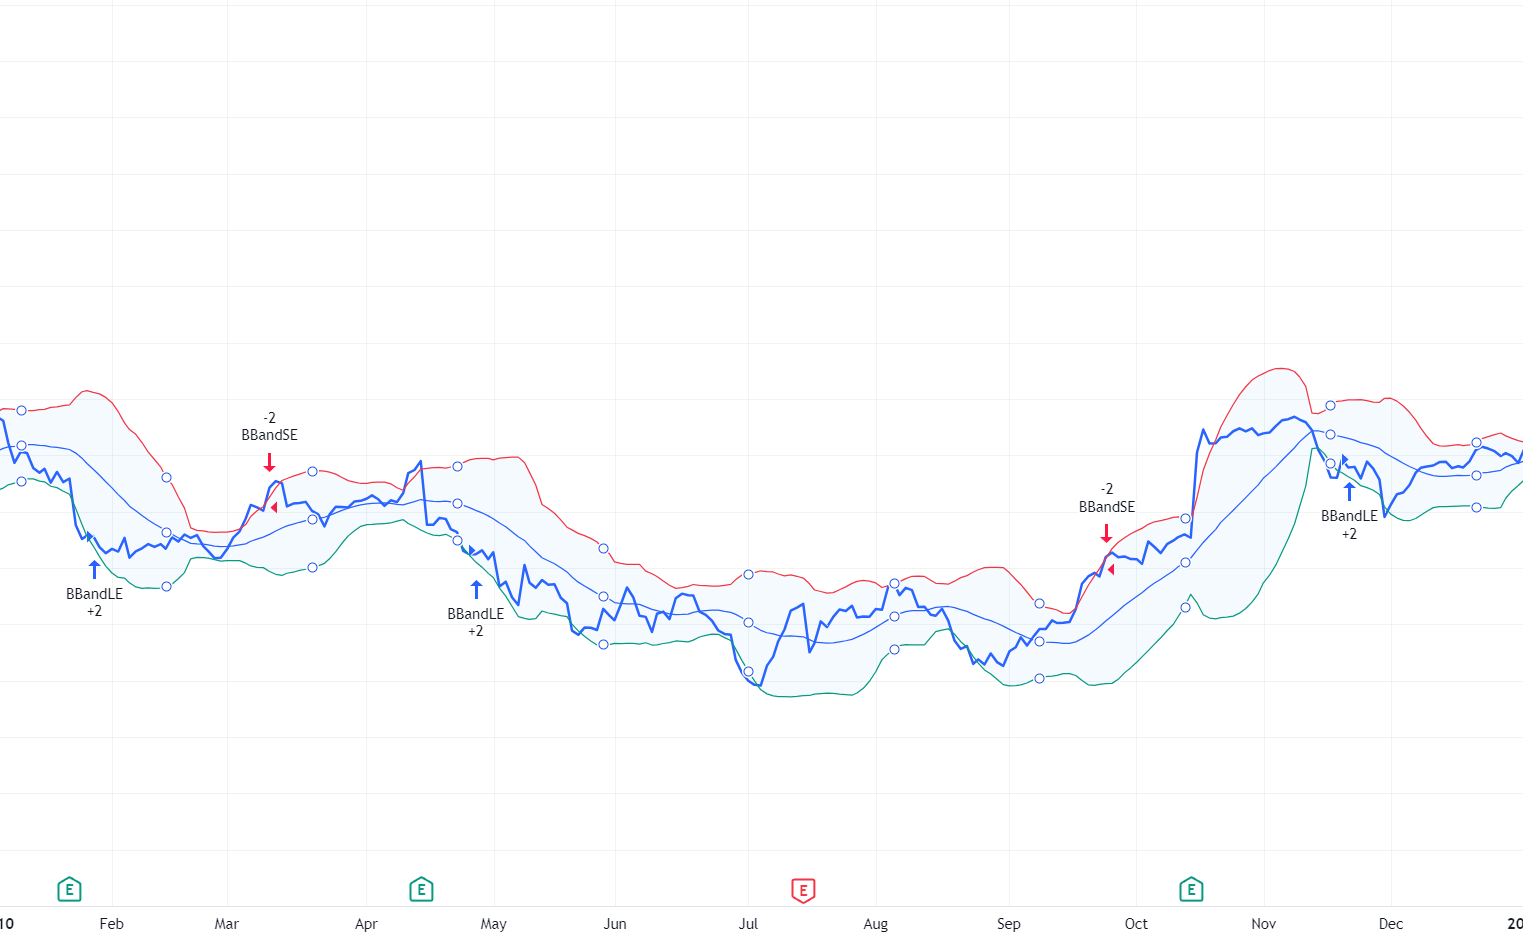 -2
BBandSE
-2
BBandSE
BBandLE
+2
BBandLE
+2
BBandLE
+2
E
E
E
E
10
Feb
Mar
Apr
May
Jun
Jul
Aug
Sep
Oct
Nov
Dec
20